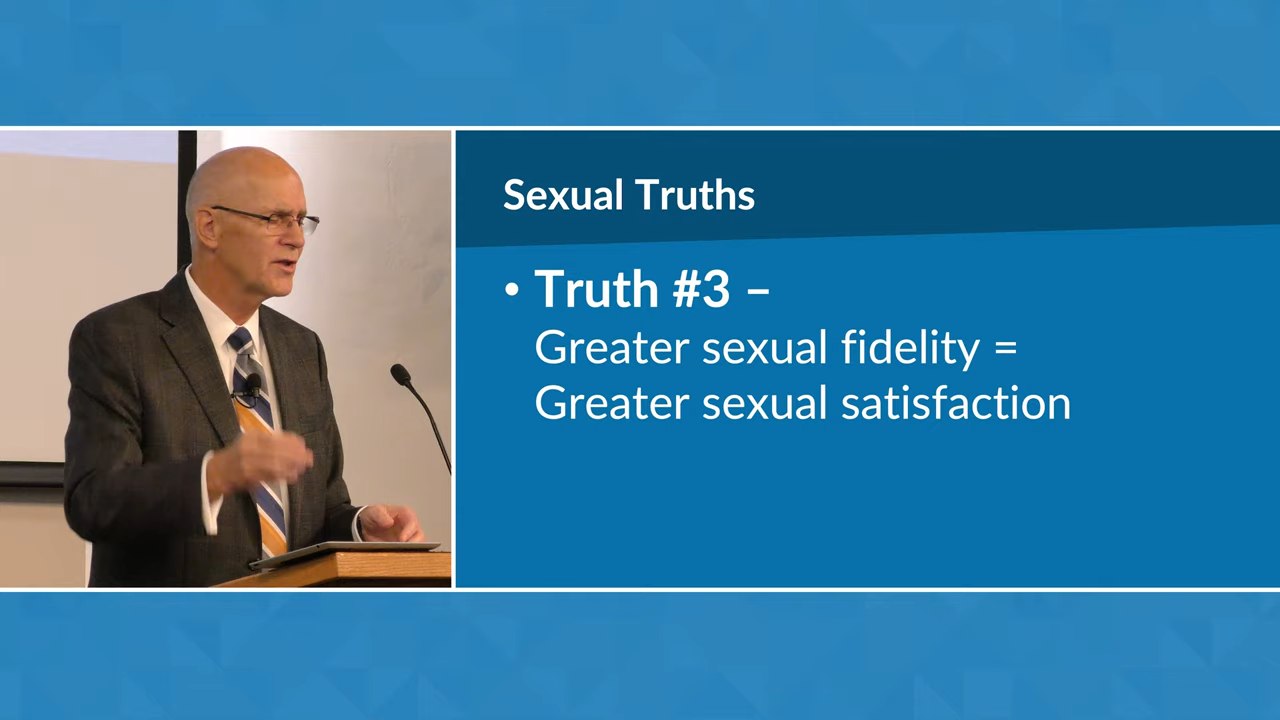 Sexual Truths
• Truth #3 –
Greater sexual fidelity =
Greater sexual satisfaction